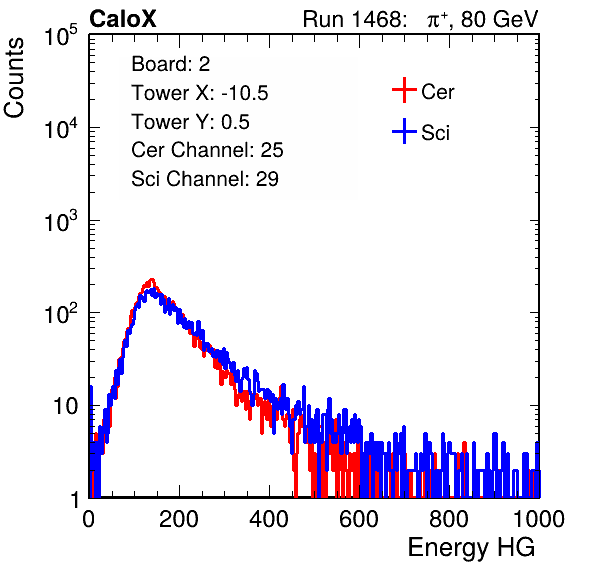 CaloX Run 1468: π⁺, 80 GeV
Counts
10⁵
10⁴
10³
10²
10
1
Board: 2
Tower X: -10.5
Tower Y: 0.5
Cer Channel: 25
Sci Channel: 29
Cer
Sci
0 200 400 600 800 1000
Energy HG